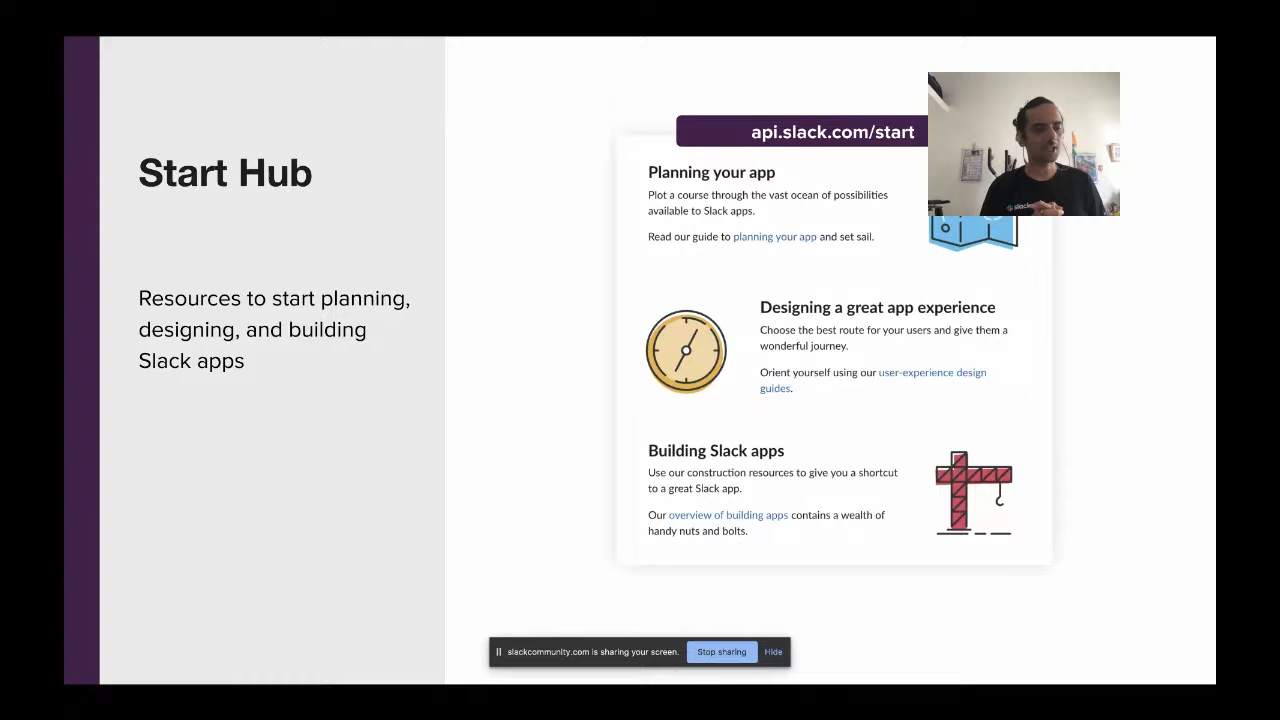 Start Hub
Resources to start planning,
designing, and building
Slack apps
api.slack.com/start
Planning your app
Plot a course through the vast ocean of possibilities
available to Slack apps.
Read our guide to planning your app and set sail.
Designing a great app experience
Choose the best route for your users and give them a
wonderful journey.
Orient yourself using our user-experience design
guides.
Building Slack apps
Use our construction resources to give you a shortcut
to a great Slack app.
Our overview of building apps contains a wealth of
handy nuts and bolts.
slack
slackcommunity.com is sharing your screen. Stop sharing Hide